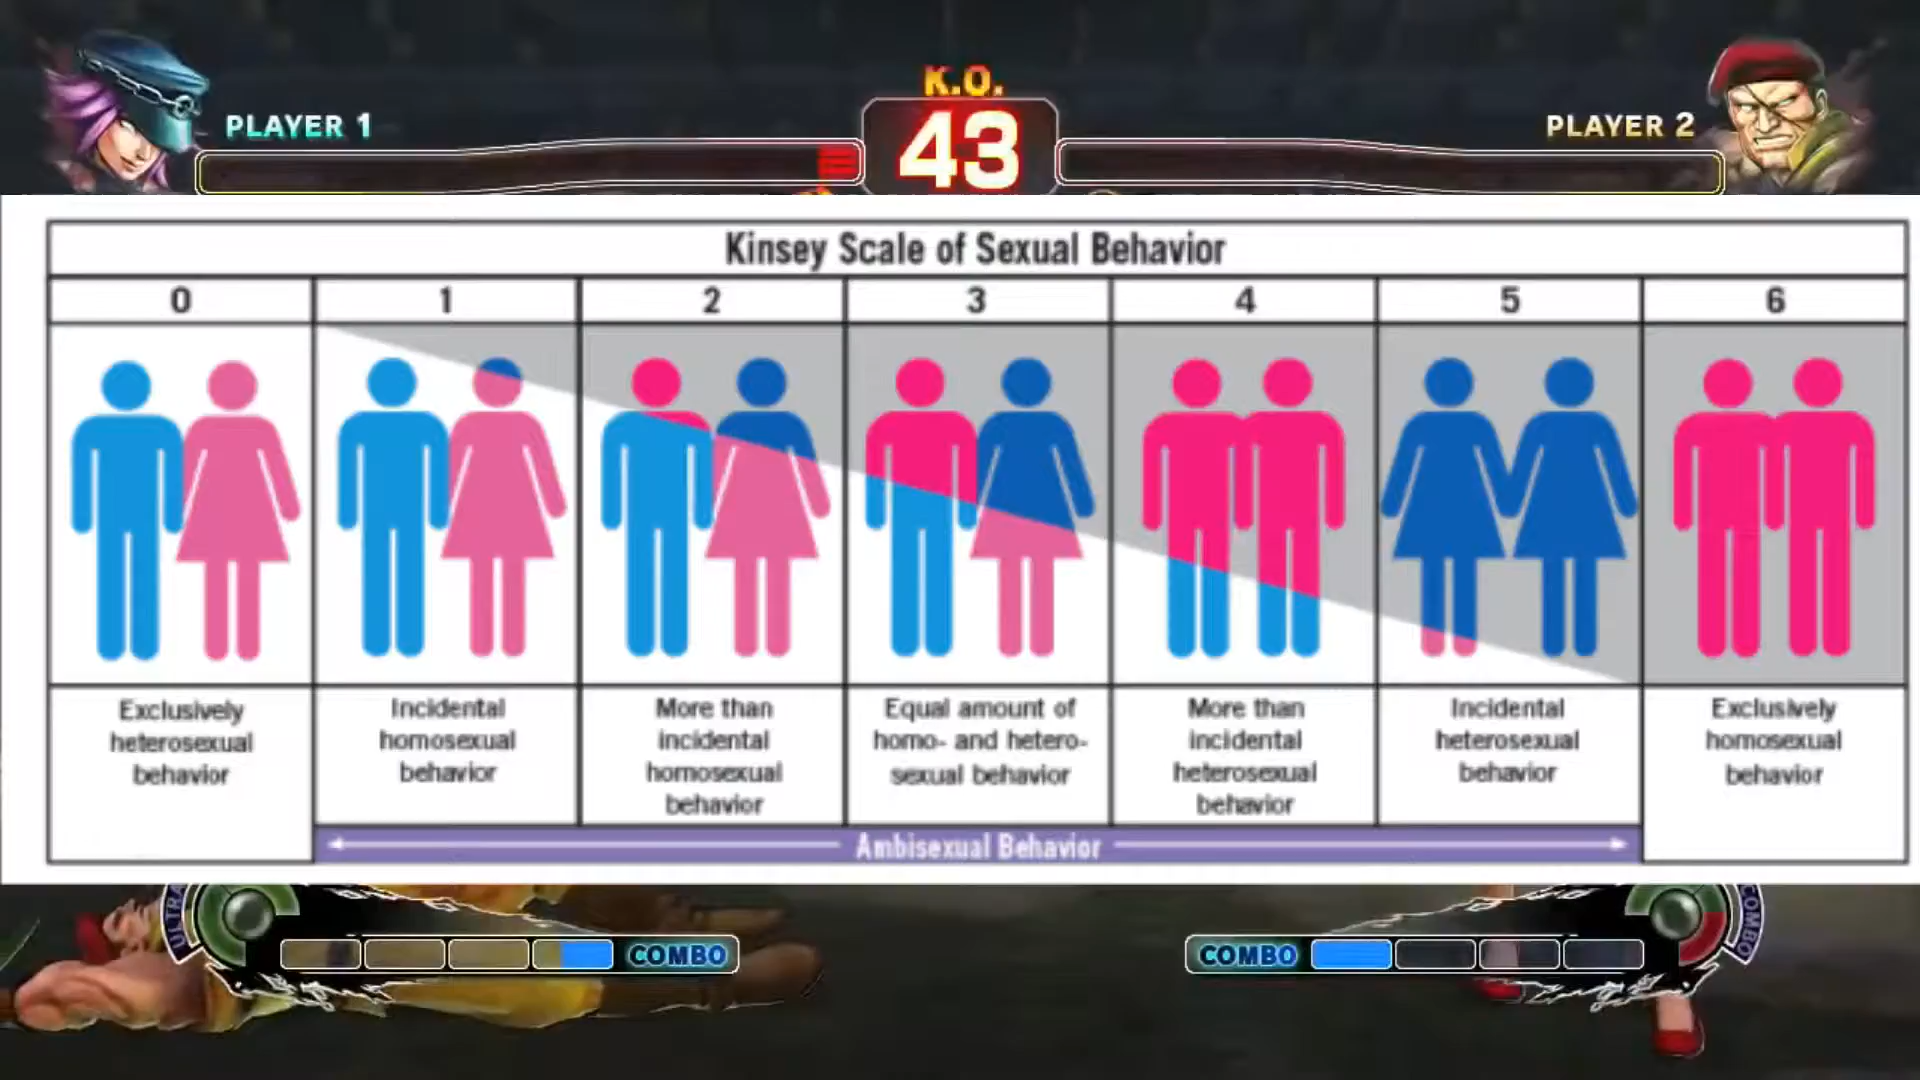 K.O.
PLAYER 1
43
PLAYER 2
Kinsey Scale of Sexual Behavior
0
1
2
3
4
5
6
Exclusively
heterosexual
behavior
Incidental
homosexual
behavior
More than
incidental
homosexual
behavior
Equal amount of
homo- and hetero-
sexual behavior
More than
incidental
heterosexual
behavior
Incidental
heterosexual
behavior
Exclusively
homosexual
behavior
Ambisexual Behavior
ULTRA
COMBO
COMBO
COMBO